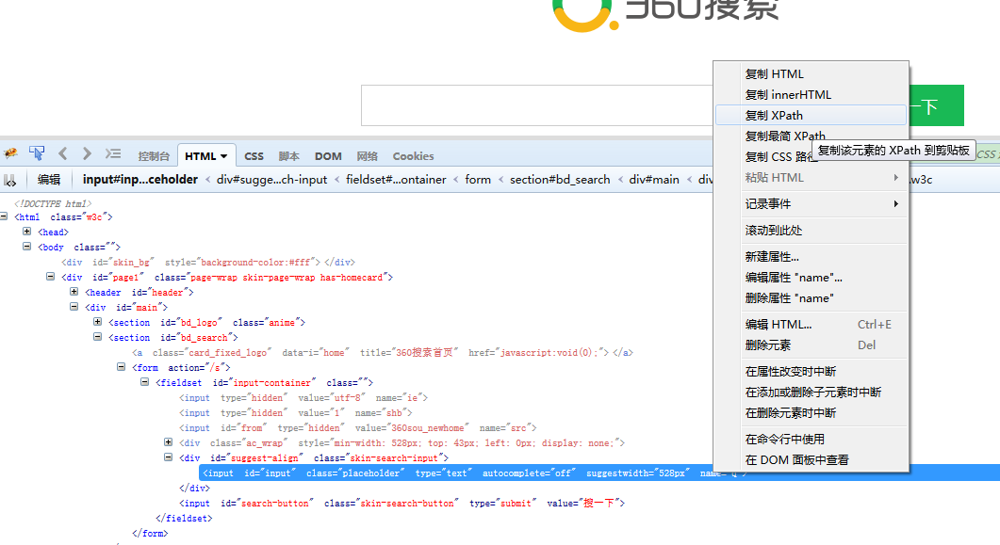 360搜索
一下
复制 HTML
复制 innerHTML
复制 XPath
复制最简 XPath
复制 CSS 路径
复制该元素的 XPath 到剪贴板
粘贴 HTML
记录事件
滚动到此处
新建属性...
编辑属性 "name"...
删除属性 "name"
编辑 HTML... Ctrl+E
删除元素 Del
在属性改变时中断
在添加或删除子元素时中断
在删除元素时中断
在命令行中使用
在 DOM 面板中查看
控制台 HTML CSS 脚本 DOM 网络 Cookies CSS
编辑 input#inp...ceholder < div#sugge...ch-input < fieldset#...ontainer < form < section#bd_search < div#main < div .w3c
<!DOCTYPE html>
<html class="w3c">
<head>
<body class="">
<div id="skin_bg" style="background-color:#fff"></div>
<div id="page1" class="page-wrap skin-page-wrap has-homecard">
<header id="header">
<div id="main">
<section id="bd_logo" class="anime">
<section id="bd_search">
<a class="card_fixed_logo" data-i="home" title="360搜索首页" href="javascript:void(0);"></a>
<form action="/s">
<fieldset id="input-container" class="">
<input type="hidden" value="utf-8" name="ie">
<input type="hidden" value="1" name="shb">
<input id="from" type="hidden" value="360sou_newhome" name="src">
<div class="ac_wrap" style="min-width: 528px; top: 43px; left: 0px; display: none;">
<div id="suggest-align" class="skin-search-input">
<input id="input" class="placeholder" type="text" autocomplete="off" suggestwidth="528px" name="q">
</div>
<input id="search-button" class="skin-search-button" type="submit" value="搜一下">
</fieldset>
</form>